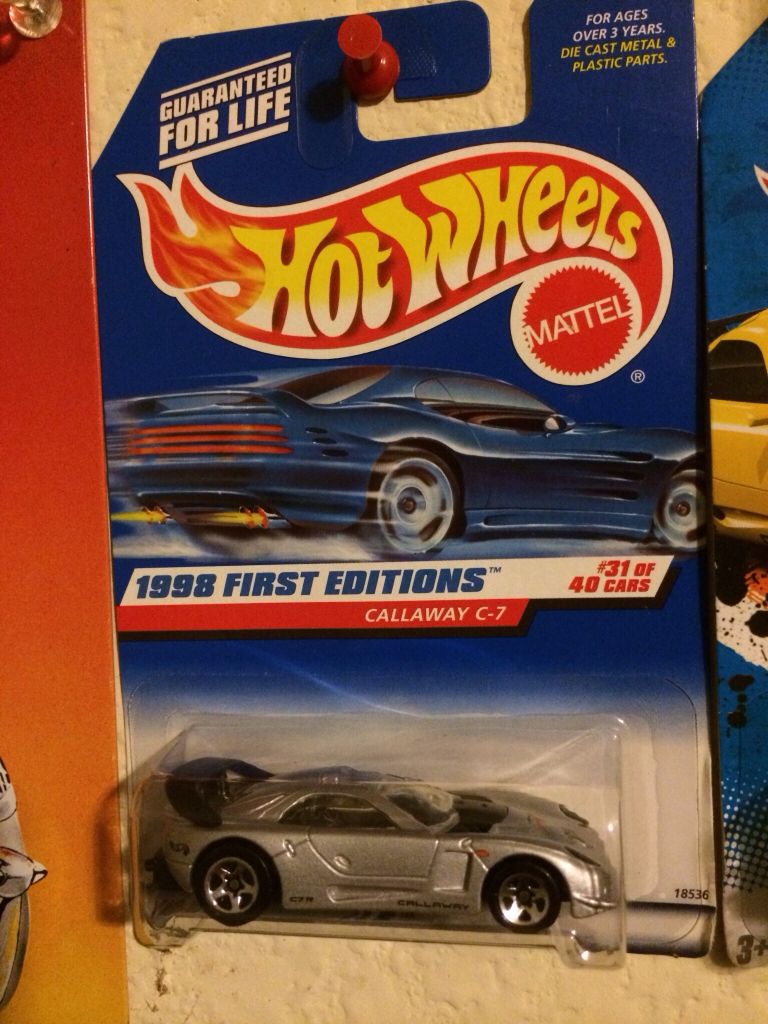 GUARANTEED
FOR LIFE
FOR AGES
OVER 3 YEARS.
DIE CAST METAL &
PLASTIC PARTS.
HOT WHEELS
MATTEL
®
1998 FIRST EDITIONS™
#31 OF
40 CARS
CALLAWAY C-7
C7R
CALLAWAY
18536
3+